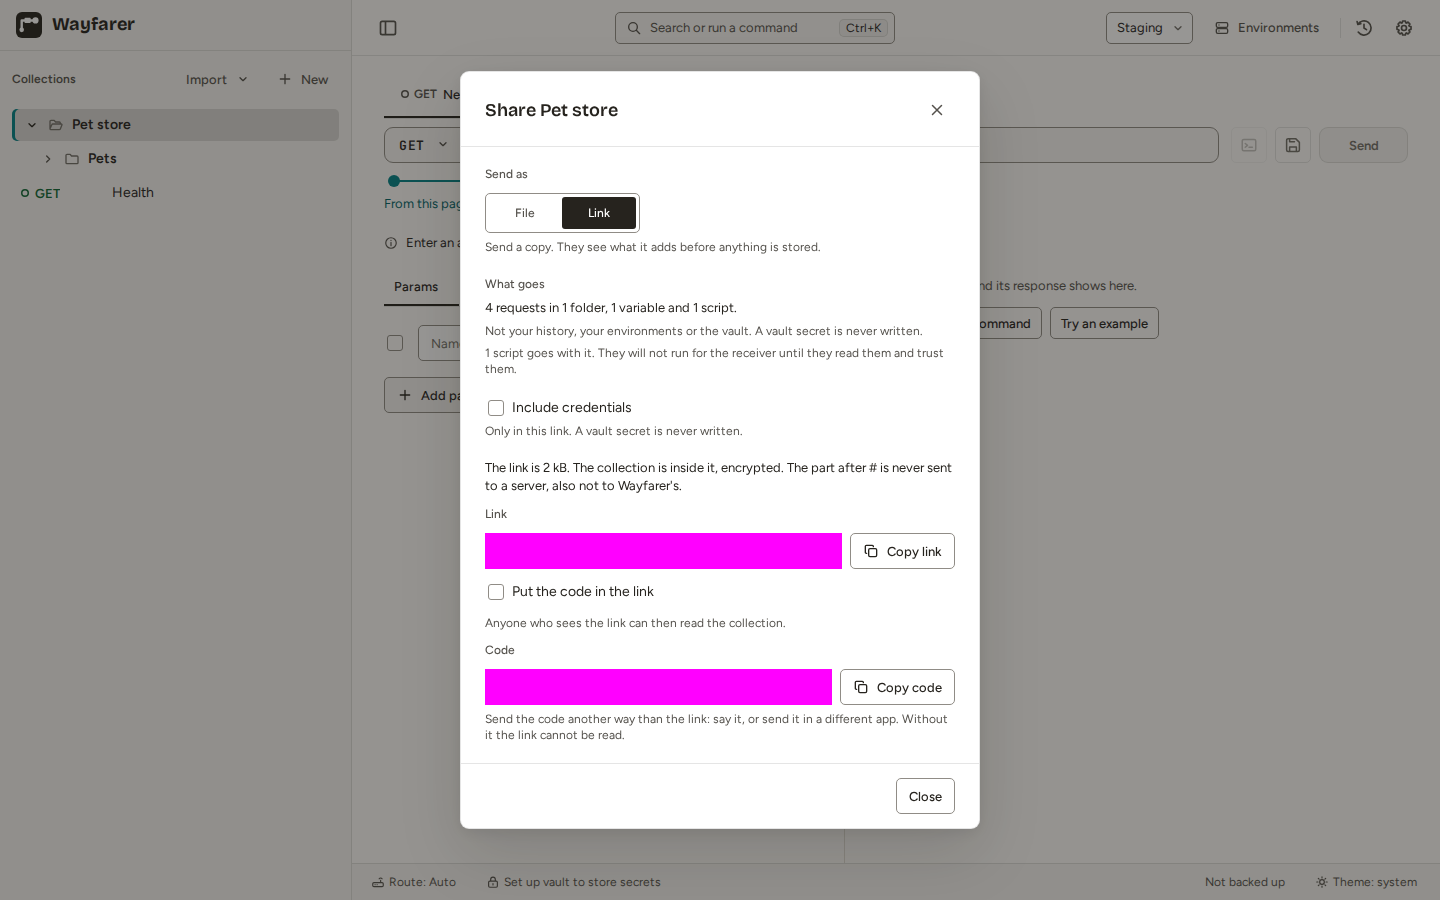 Wayfarer
Search or run a command
Ctrl+K
Staging
Environments
Collections
Import
New
Pet store
Pets
GET
Health
GET Ne
GET
Send
From this pag
Enter an a
Params
Nam
Add pa
nd its response shows here.
ommand
Try an example
Share Pet store
Send as
File
Link
Send a copy. They see what it adds before anything is stored.
What goes
4 requests in 1 folder, 1 variable and 1 script.
Not your history, your environments or the vault. A vault secret is never written.
1 script goes with it. They will not run for the receiver until they read them and trust
them.
Include credentials
Only in this link. A vault secret is never written.
The link is 2 kB. The collection is inside it, encrypted. The part after # is never sent
to a server, also not to Wayfarer's.
Link
Copy link
Put the code in the link
Anyone who sees the link can then read the collection.
Code
Copy code
Send the code another way than the link: say it, or send it in a different app. Without
it the link cannot be read.
Close
Route: Auto
Set up vault to store secrets
Not backed up
Theme: system